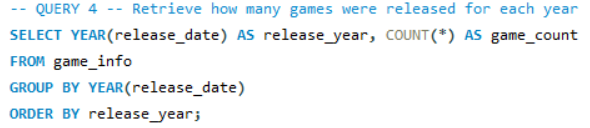 -- QUERY 4 -- Retrieve how many games were released for each year
SELECT YEAR(release_date) AS release_year, COUNT(*) AS game_count
FROM game_info
GROUP BY YEAR(release_date)
ORDER BY release_year;